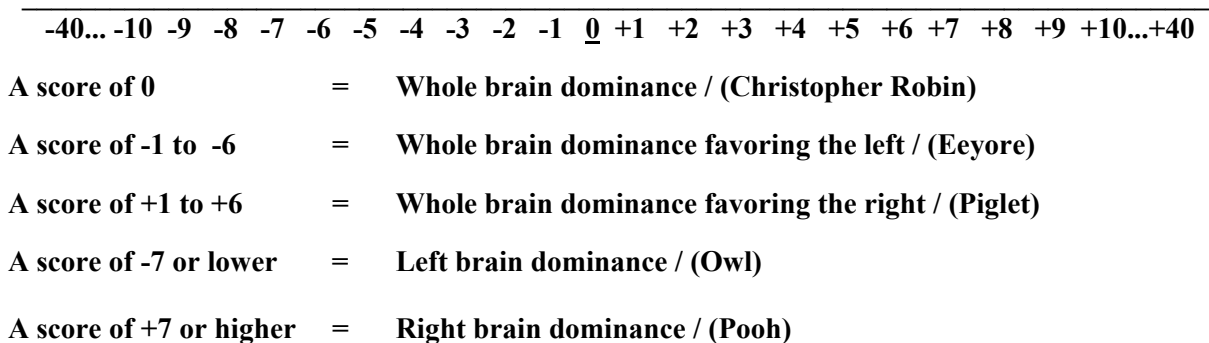 -40... -10 -9 -8 -7 -6 -5 -4 -3 -2 -1 0 +1 +2 +3 +4 +5 +6 +7 +8 +9 +10...+40
A score of 0 = Whole brain dominance / (Christopher Robin)
A score of -1 to -6 = Whole brain dominance favoring the left / (Eeyore)
A score of +1 to +6 = Whole brain dominance favoring the right / (Piglet)
A score of -7 or lower = Left brain dominance / (Owl)
A score of +7 or higher = Right brain dominance / (Pooh)